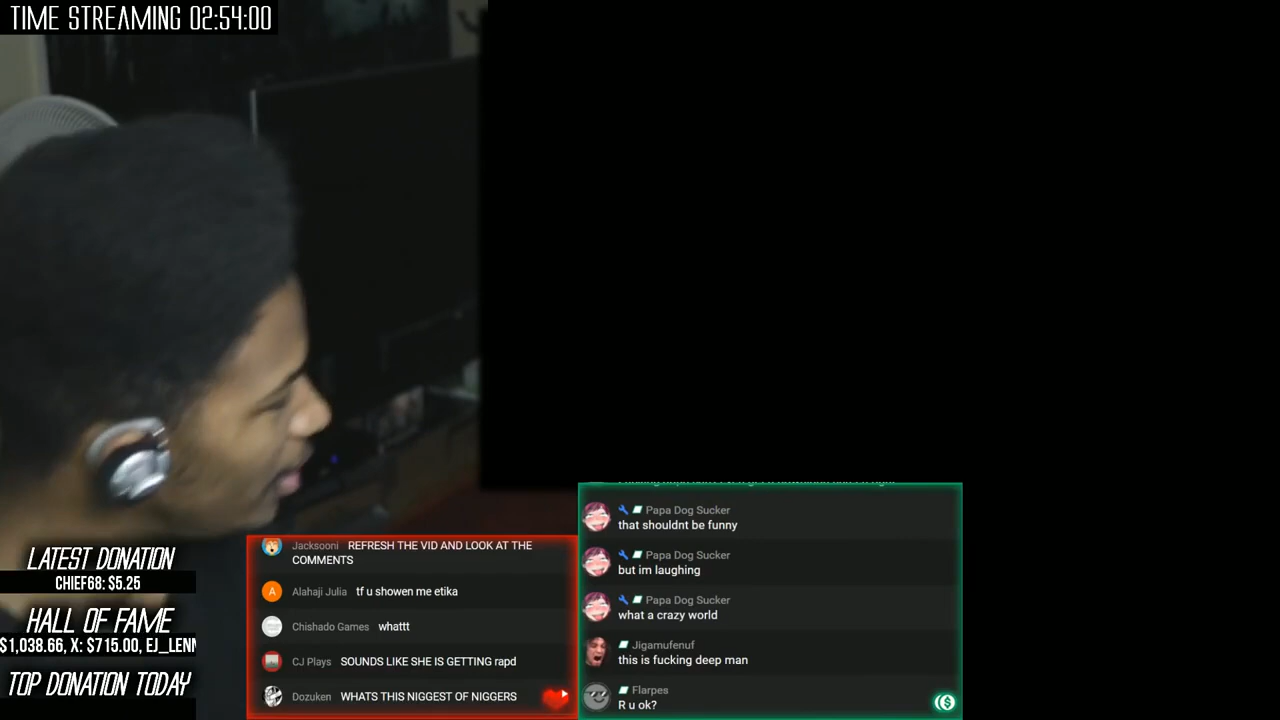 TIME STREAMING 02:54:00
LATEST DONATION
CHIEF68: $5.25
HALL OF FAME
$1,038.66, X: $715.00, EJ_LENN
TOP DONATION TODAY
Jacksooni REFRESH THE VID AND LOOK AT THE
COMMENTS
A
Alahaji Julia tf u showen me etika
Chishado Games whattt
CJ Plays SOUNDS LIKE SHE IS GETTING rapd
Dozuken WHATS THIS NIGGEST OF NIGGERS
Papa Dog Sucker
that shouldnt be funny
Papa Dog Sucker
but im laughing
Papa Dog Sucker
what a crazy world
Jigamufenuf
this is fucking deep man
Flarpes
R u ok?